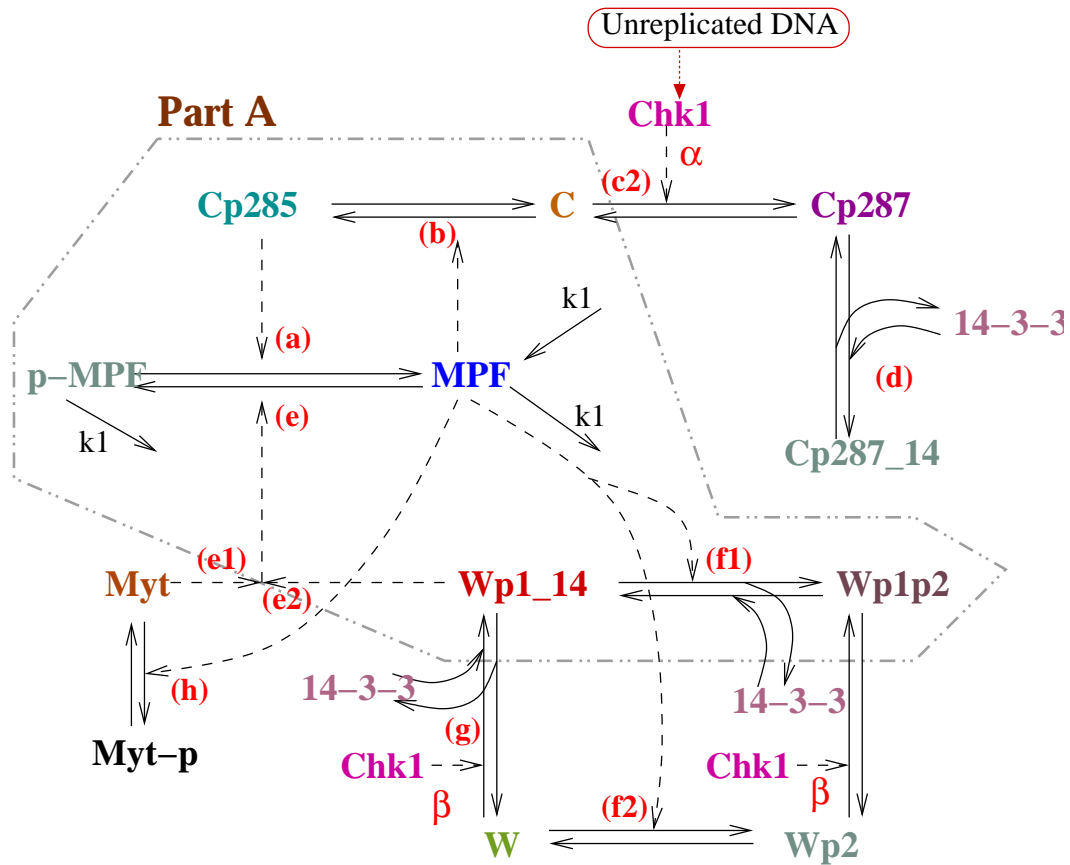 Unreplicated DNA
Part A
Chk1
α
Cp285
C
(c2)
Cp287
(b)
k1
14–3–3
(a)
p–MPF
MPF
(d)
(e)
k1
k1
Cp287_14
(e1)
(f1)
Myt
Wp1_14
Wp1p2
(e2)
(h)
14–3–3
14–3–3
(g)
Myt–p
Chk1
Chk1
β
(f2)
β
W
Wp2